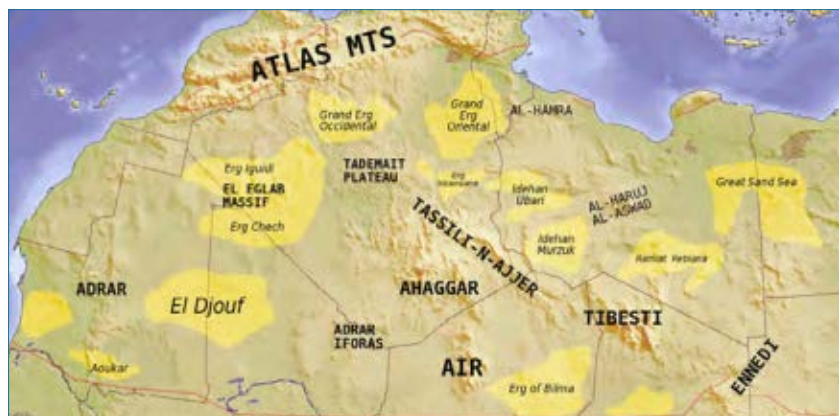 ATLAS MTS
Grand Erg
Occidental
Grand
Erg
Oriental
AL-HAMRA
Erg Iguidi
TADEMAIT
PLATEAU
Erg
EL EGLAB
MASSIF
Idehan
Ubari
AL-HARUJ
AL-ASWAD
Great Sand Sea
Erg Chech
TASSILI-N-AJJER
Idehan
Murzuk
Ramlat Rebiana
ADRAR
El Djouf
AHAGGAR
TIBESTI
ADRAR
IFORAS
Aoukar
AIR
Erg of Bilma
ENNEDI